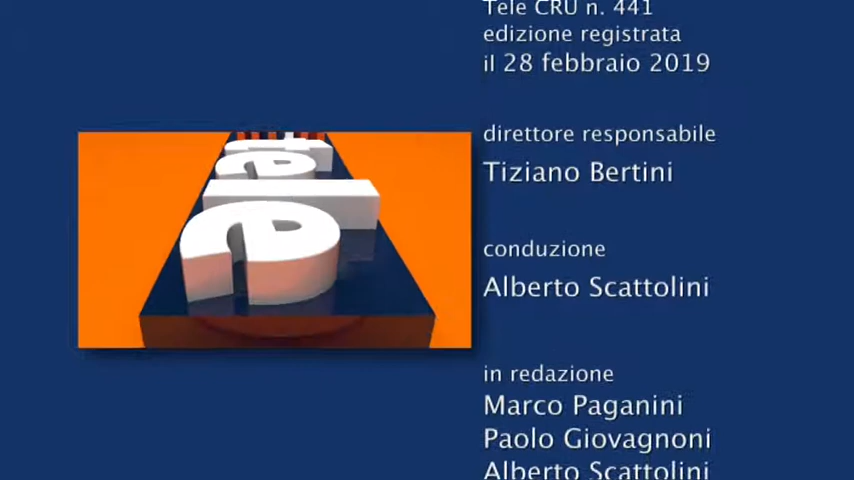 Tele CRU n. 441
edizione registrata
il 28 febbraio 2019
direttore responsabile
Tiziano Bertini
conduzione
Alberto Scattolini
in redazione
Marco Paganini
Paolo Giovagnoni
Alberto Scattolini
tele